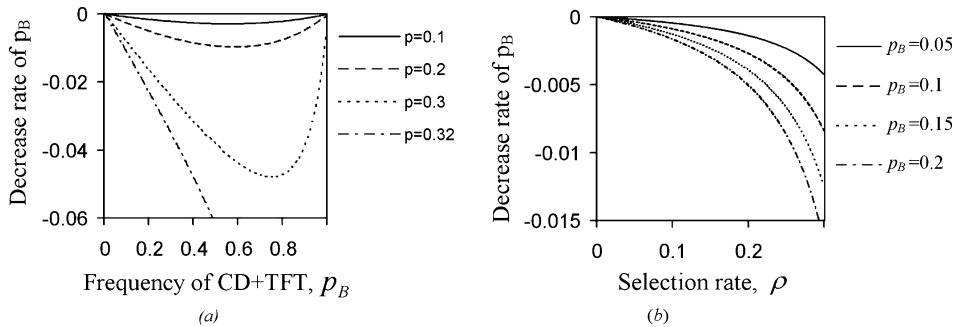 Decrease rate of pB
0
-0.02
-0.04
-0.06
0 0.2 0.4 0.6 0.8
Frequency of CD+TFT, pB
p=0.1
p=0.2
p=0.3
p=0.32
(a)
Decrease rate of pB
0
-0.005
-0.01
-0.015
0 0.1 0.2
Selection rate, ρ
pB=0.05
pB=0.1
pB=0.15
pB=0.2
(b)